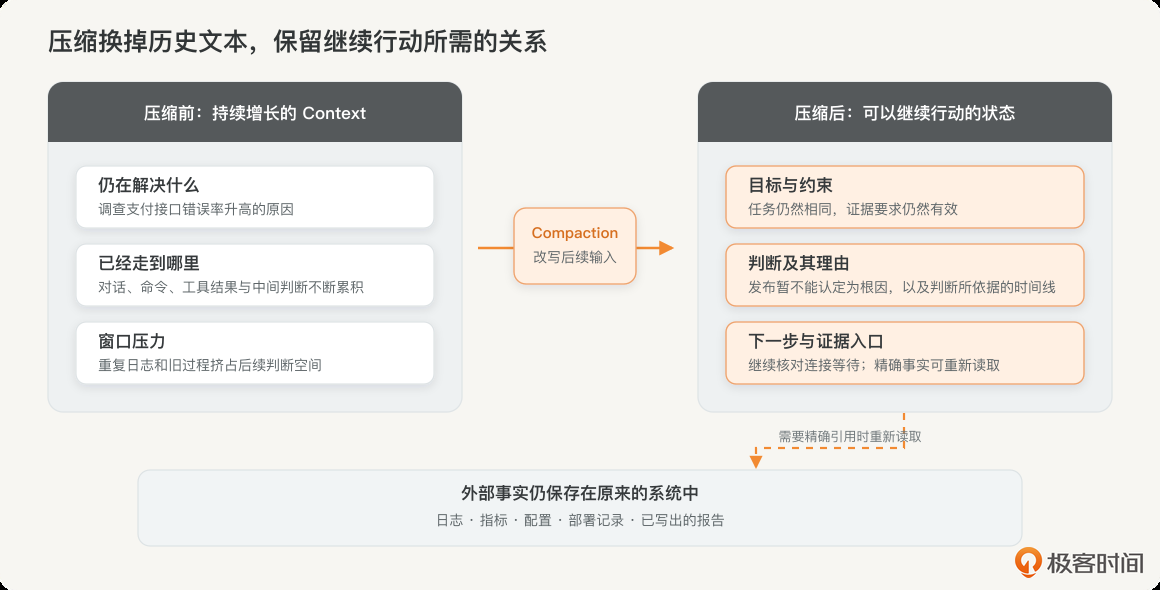 压缩换掉历史文本，保留继续行动所需的关系
压缩前：持续增长的 Context
仍在解决什么
调查支付接口错误率升高的原因
已经走到哪里
对话、命令、工具结果与中间判断不断累积
窗口压力
重复日志和旧过程挤占后续判断空间
Compaction
改写后续输入
压缩后：可以继续行动的状态
目标与约束
任务仍然相同，证据要求仍然有效
判断及其理由
发布暂不能认定为根因，以及判断所依据的时间线
下一步与证据入口
继续核对连接等待；精确事实可重新读取
需要精确引用时重新读取
外部事实仍保存在原来的系统中
日志 · 指标 · 配置 · 部署记录 · 已写出的报告
极客时间